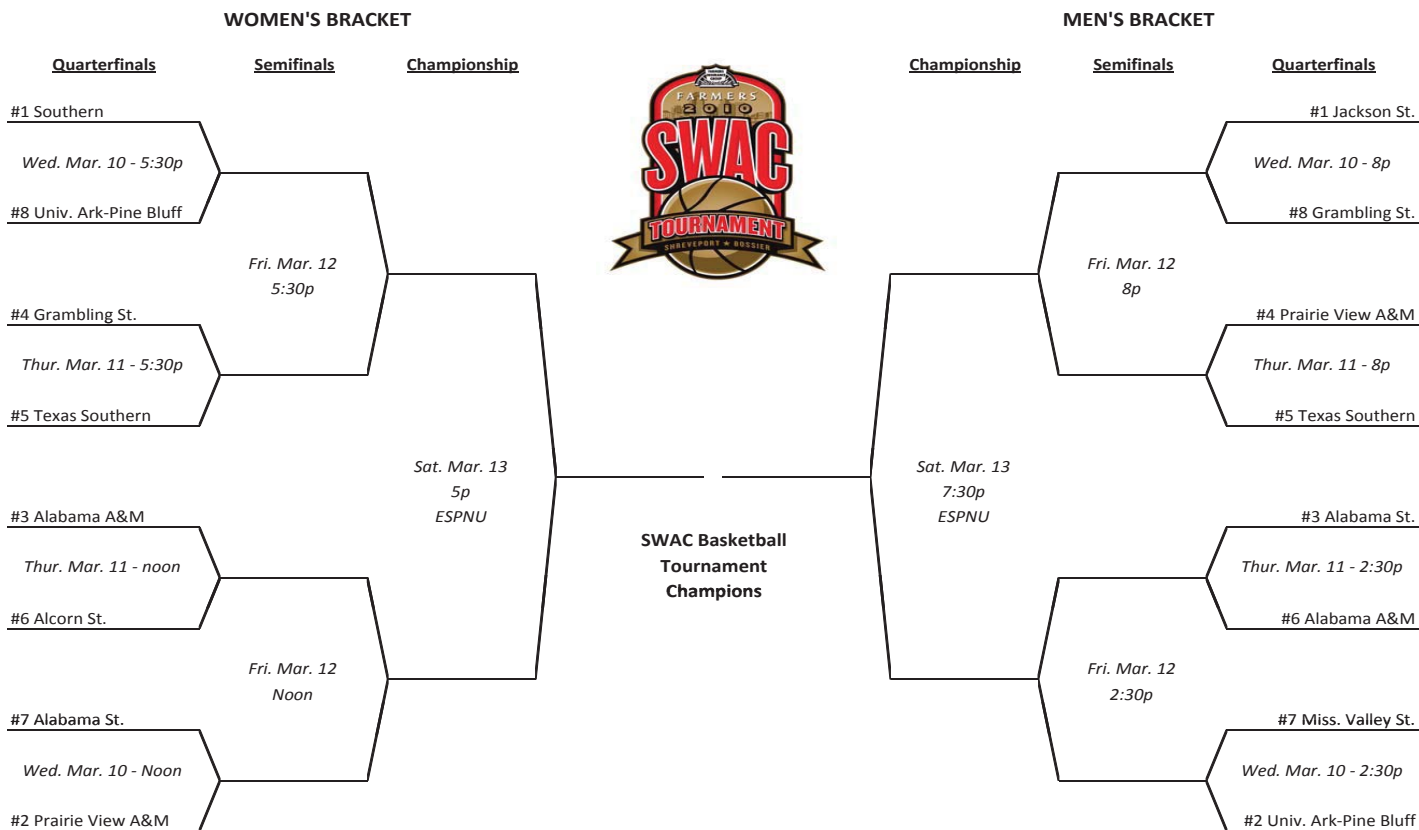 WOMEN'S BRACKET
Quarterfinals
Semifinals
Championship
#1 Southern
Wed. Mar. 10 - 5:30p
#8 Univ. Ark-Pine Bluff
Fri. Mar. 12
5:30p
#4 Grambling St.
Thur. Mar. 11 - 5:30p
#5 Texas Southern
Sat. Mar. 13
5p
ESPNU
#3 Alabama A&M
Thur. Mar. 11 - noon
#6 Alcorn St.
Fri. Mar. 12
Noon
#7 Alabama St.
Wed. Mar. 10 - Noon
#2 Prairie View A&M
FARMERS
2010
SWAC
TOURNAMENT
SHREVEPORT ★ BOSSIER
SWAC Basketball
Tournament
Champions
MEN'S BRACKET
Championship
Semifinals
Quarterfinals
#1 Jackson St.
Wed. Mar. 10 - 8p
#8 Grambling St.
Fri. Mar. 12
8p
#4 Prairie View A&M
Thur. Mar. 11 - 8p
#5 Texas Southern
Sat. Mar. 13
7:30p
ESPNU
#3 Alabama St.
Thur. Mar. 11 - 2:30p
#6 Alabama A&M
Fri. Mar. 12
2:30p
#7 Miss. Valley St.
Wed. Mar. 10 - 2:30p
#2 Univ. Ark-Pine Bluff